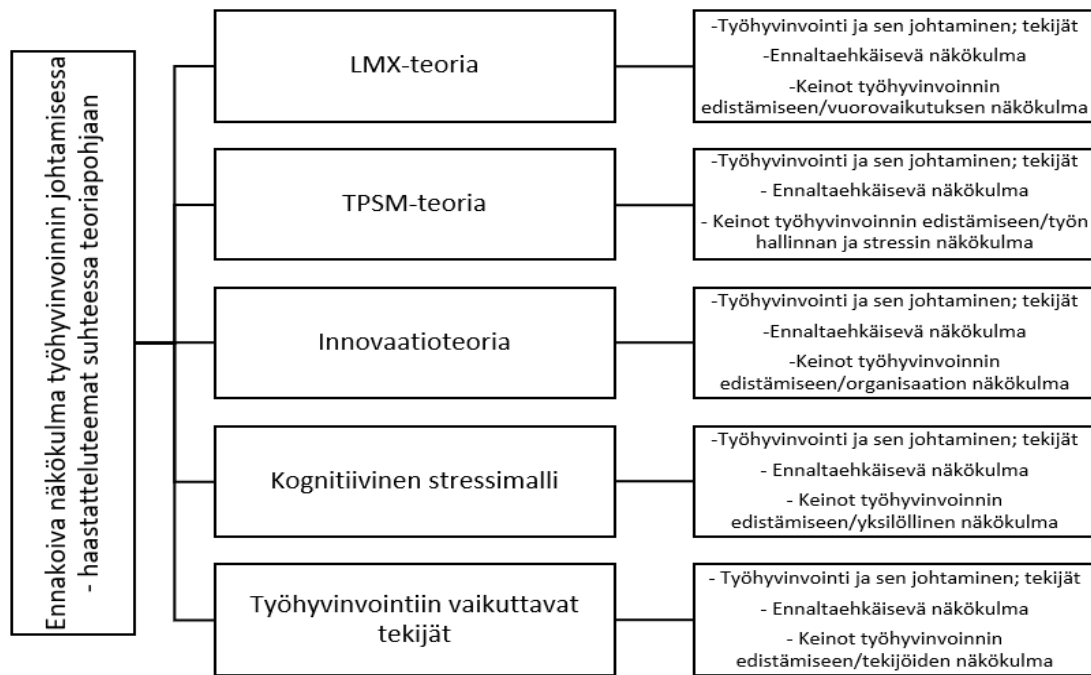 Ennakoiva näkökulma työhyvinvoinnin johtamisessa
- haastatteluteemat suhteessa teoriapohjaan
LMX-teoria
-Työhyvinvointi ja sen johtaminen; tekijät
-Ennaltaehkäisevä näkökulma
-Keinot työhyvinvoinnin
edistämiseen/vuorovaikutuksen näkökulma
TPSM-teoria
-Työhyvinvointi ja sen johtaminen; tekijät
- Ennaltaehkäisevä näkökulma
- Keinot työhyvinvoinnin edistämiseen/työn
hallinnan ja stressin näkökulma
Innovaatioteoria
-Työhyvinvointi ja sen johtaminen; tekijät
-Ennaltaehkäisevä näkökulma
-Keinot työhyvinvoinnin
edistämiseen/organisaation näkökulma
Kognitiivinen stressimalli
-Työhyvinvointi ja sen johtaminen; tekijät
- Ennaltaehkäisevä näkökulma
- Keinot työhyvinvoinnin
edistämiseen/yksilöllinen näkökulma
Työhyvinvointiin vaikuttavat
tekijät
- Työhyvinvointi ja sen johtaminen; tekijät
- Ennaltaehkäisevä näkökulma
- Keinot työhyvinvoinnin
edistämiseen/tekijöiden näkökulma